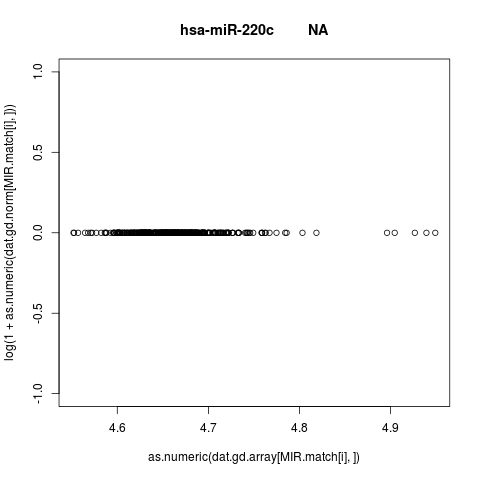 hsa-miR-220c NA
log(1 + as.numeric(dat.gd.norm[MIR.match[i], ]))
1.0
0.5
0.0
-0.5
-1.0
4.6 4.7 4.8 4.9
as.numeric(dat.gd.array[MIR.match[i], ])